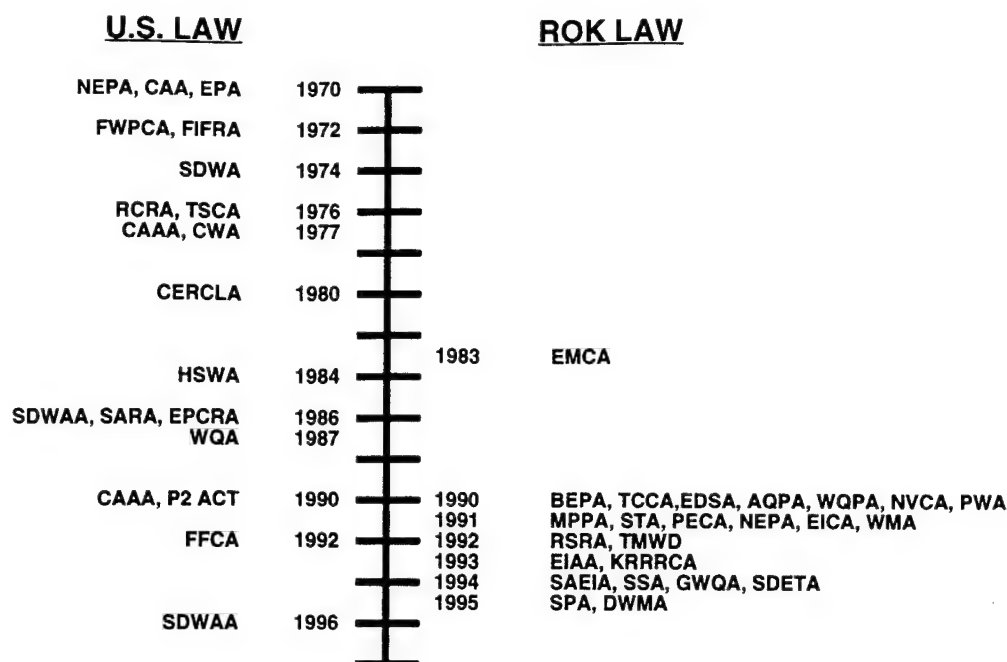 U.S. LAW ROK LAW
NEPA, CAA, EPA 1970
FWPCA, FIFRA 1972
SDWA 1974
RCRA, TSCA 1976
CAAA, CWA 1977
CERCLA 1980
1983 EMCA
HSWA 1984
SDWAA, SARA, EPCRA 1986
WQA 1987
CAAA, P2 ACT 1990 1990 BEPA, TCCA,EDSA, AQPA, WQPA, NVCA, PWA
1991 MPPA, STA, PECA, NEPA, EICA, WMA
FFCA 1992 1992 RSRA, TMWD
1993 EIAA, KRRRCA
1994 SAEIA, SSA, GWQA, SDETA
1995 SPA, DWMA
SDWAA 1996